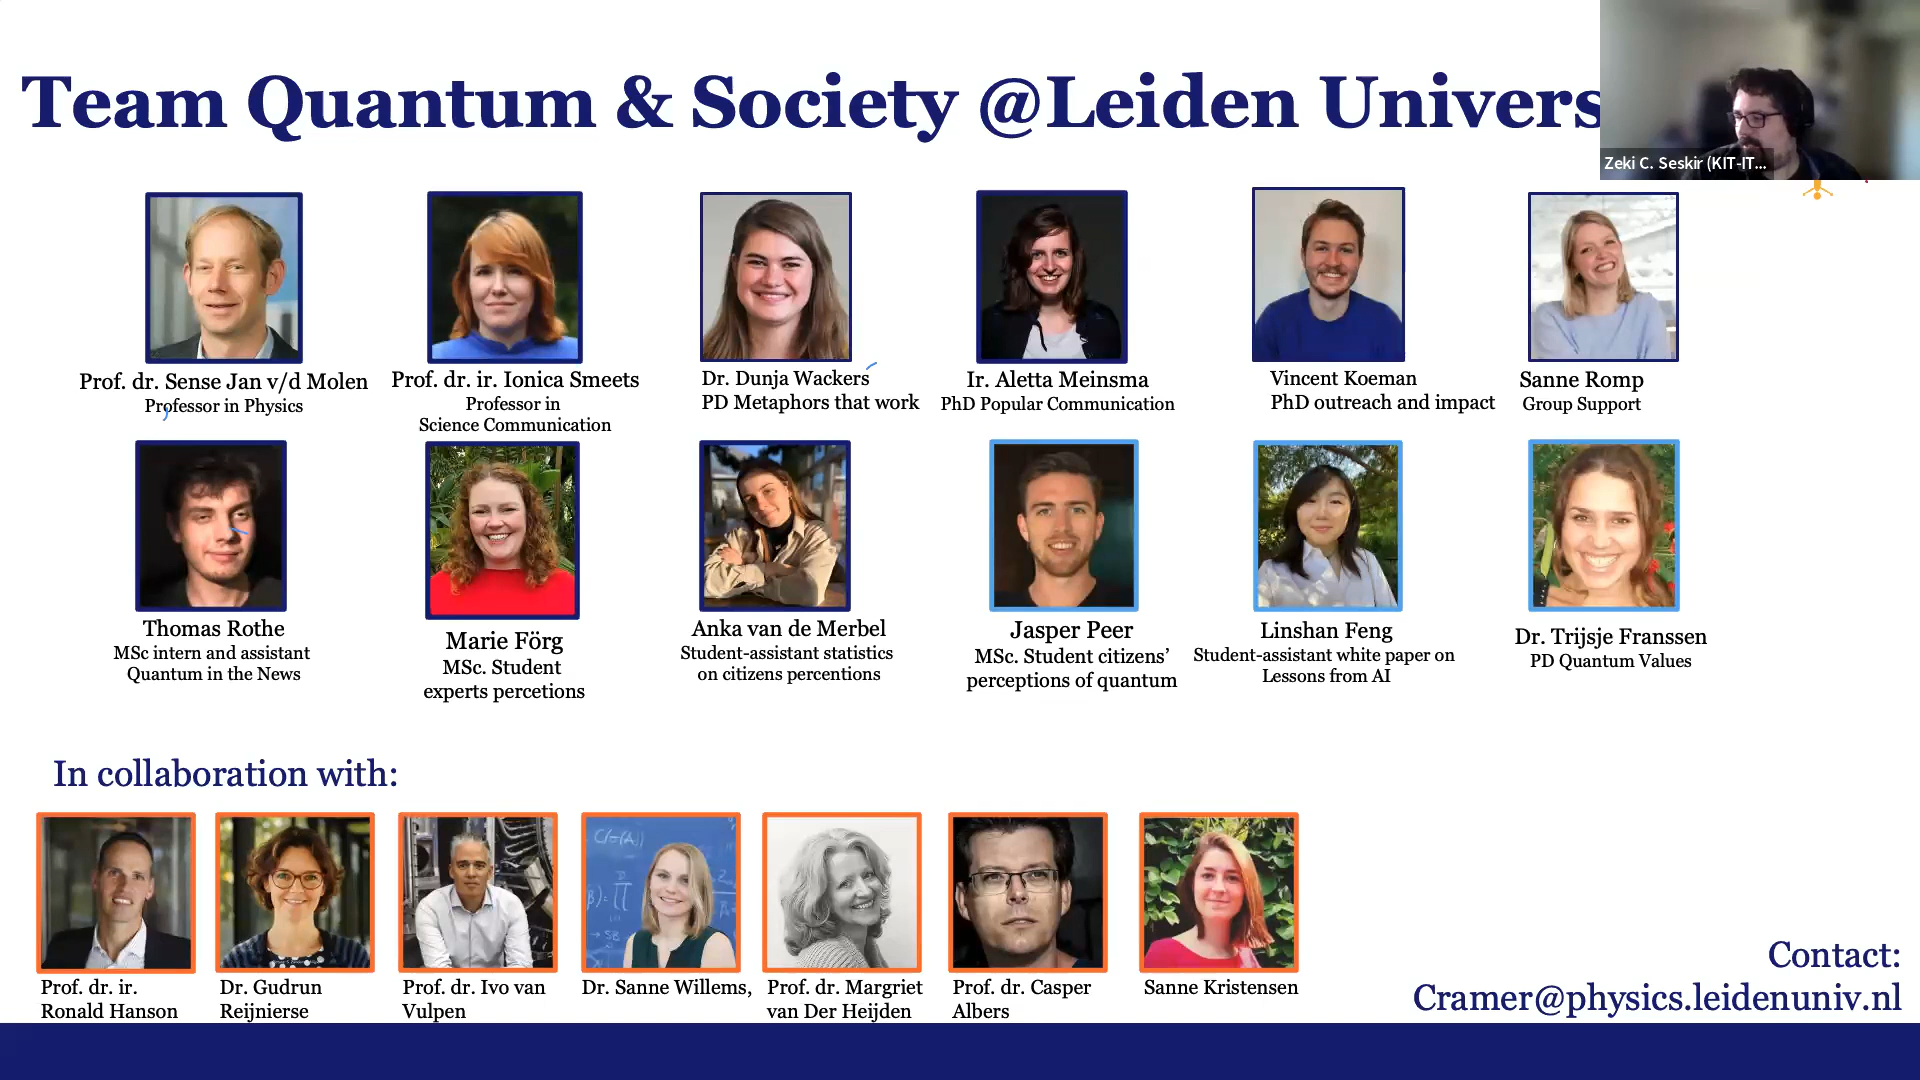 Team Quantum & Society @Leiden Univers
Zeki C. Seskir (KIT-IT...
Prof. dr. Sense Jan v/d Molen
Professor in Physics
Prof. dr. ir. Ionica Smeets
Professor in
Science Communication
Dr. Dunja Wackers
PD Metaphors that work
Ir. Aletta Meinsma
PhD Popular Communication
Vincent Koeman
PhD outreach and impact
Sanne Romp
Group Support
Thomas Rothe
MSc intern and assistant
Quantum in the News
Marie Förg
MSc. Student
experts percetions
Anka van de Merbel
Student-assistant statistics
on citizens percentions
Jasper Peer
MSc. Student citizens’
perceptions of quantum
Linshan Feng
Student-assistant white paper on
Lessons from AI
Dr. Trijsje Franssen
PD Quantum Values
In collaboration with:
Prof. dr. ir.
Ronald Hanson
Dr. Gudrun
Reijnierse
Prof. dr. Ivo van
Vulpen
Dr. Sanne Willems,
Prof. dr. Margriet
van Der Heijden
Prof. dr. Casper
Albers
Sanne Kristensen
Contact:
Cramer@physics.leidenuniv.nl